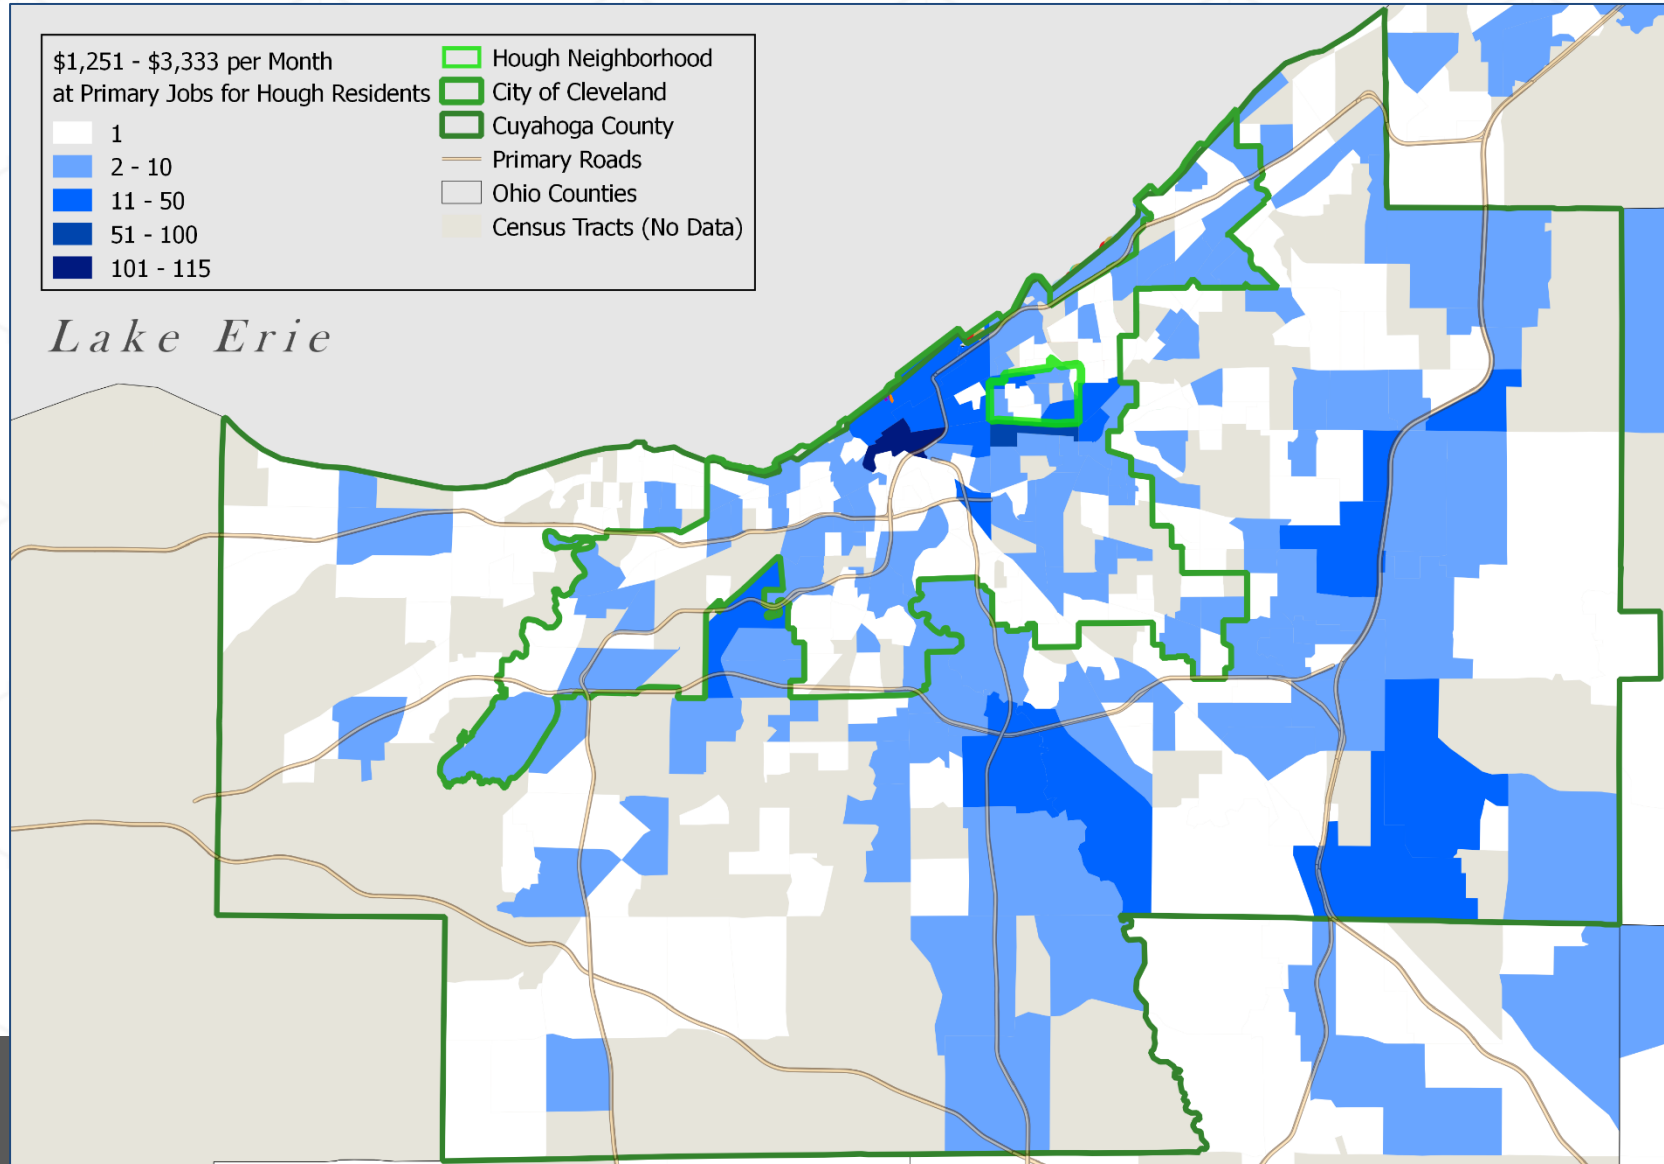 $1,251 - $3,333 per Month
at Primary Jobs for Hough Residents
1
2 - 10
11 - 50
51 - 100
101 - 115
Hough Neighborhood
City of Cleveland
Cuyahoga County
Primary Roads
Ohio Counties
Census Tracts (No Data)
Lake Erie